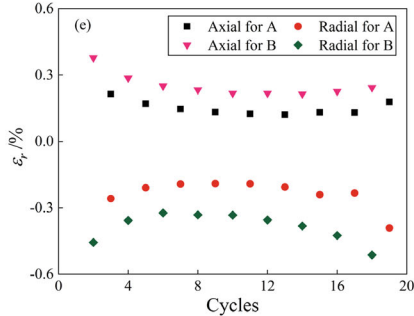 (e)
Axial for A
Radial for A
Axial for B
Radial for B
0.6
0.3
0.0
-0.3
-0.6
εr /%
0
4
8
12
16
20
Cycles